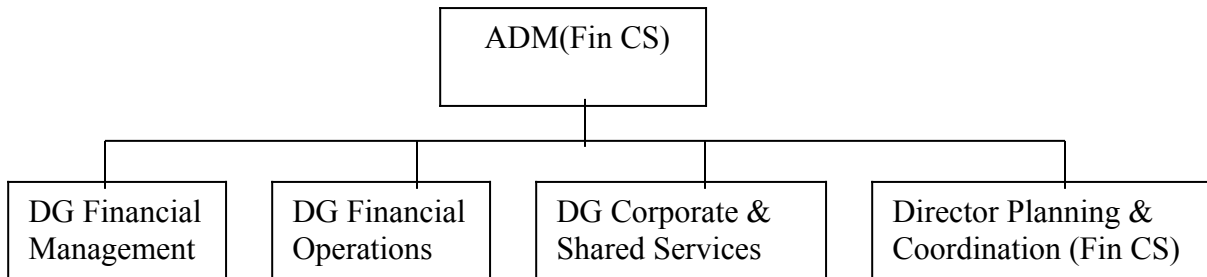 ADM(Fin CS)
DG Financial
Management
DG Financial
Operations
DG Corporate &
Shared Services
Director Planning &
Coordination (Fin CS)